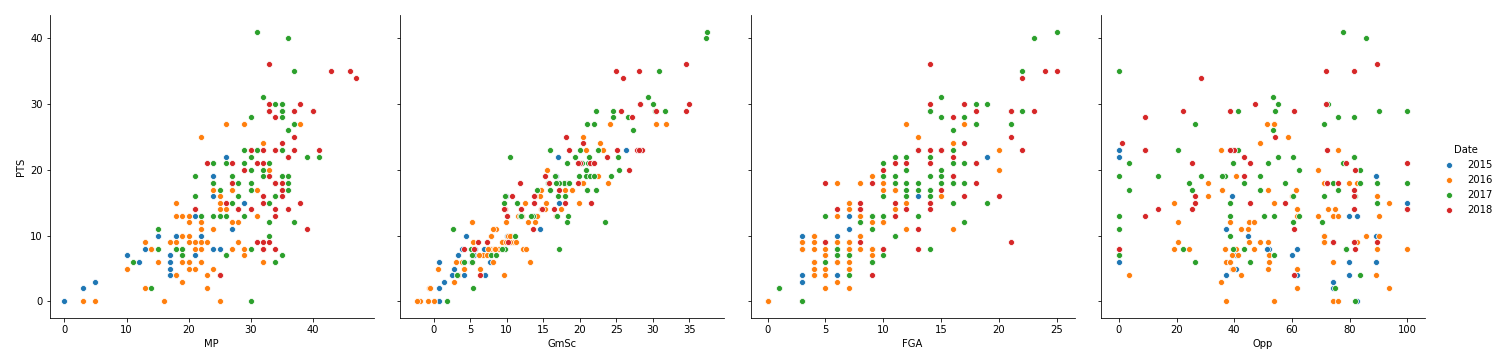 PTS
40
30
20
10
0
0 10 20 30 40
MP
0 5 10 15 20 25 30 35
GmSc
0 5 10 15 20 25
FGA
0 20 40 60 80 100
Opp
Date
2015
2016
2017
2018